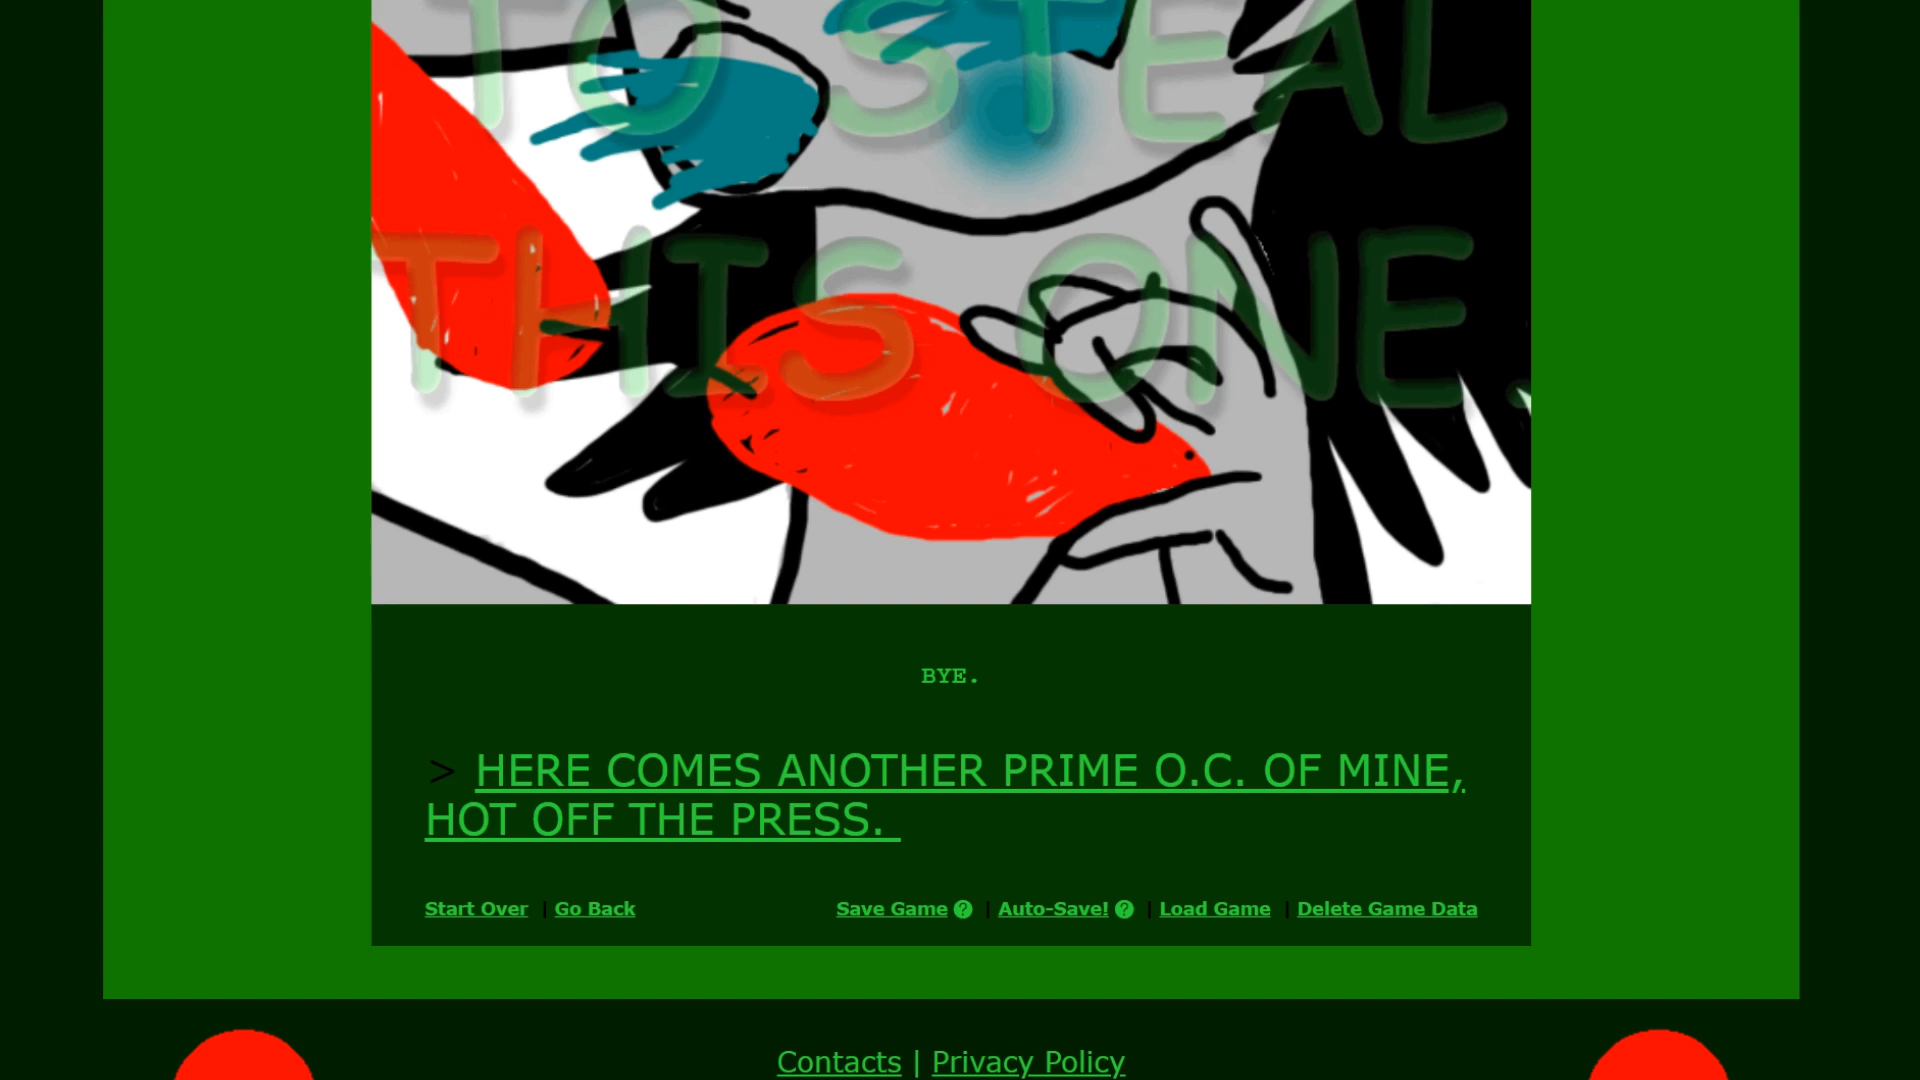 TO STEAL
THIS ONE.
BYE.
> HERE COMES ANOTHER PRIME O.C. OF MINE,
HOT OFF THE PRESS.
Start Over | Go Back Save Game ? | Auto-Save! ? | Load Game | Delete Game Data
Contacts | Privacy Policy